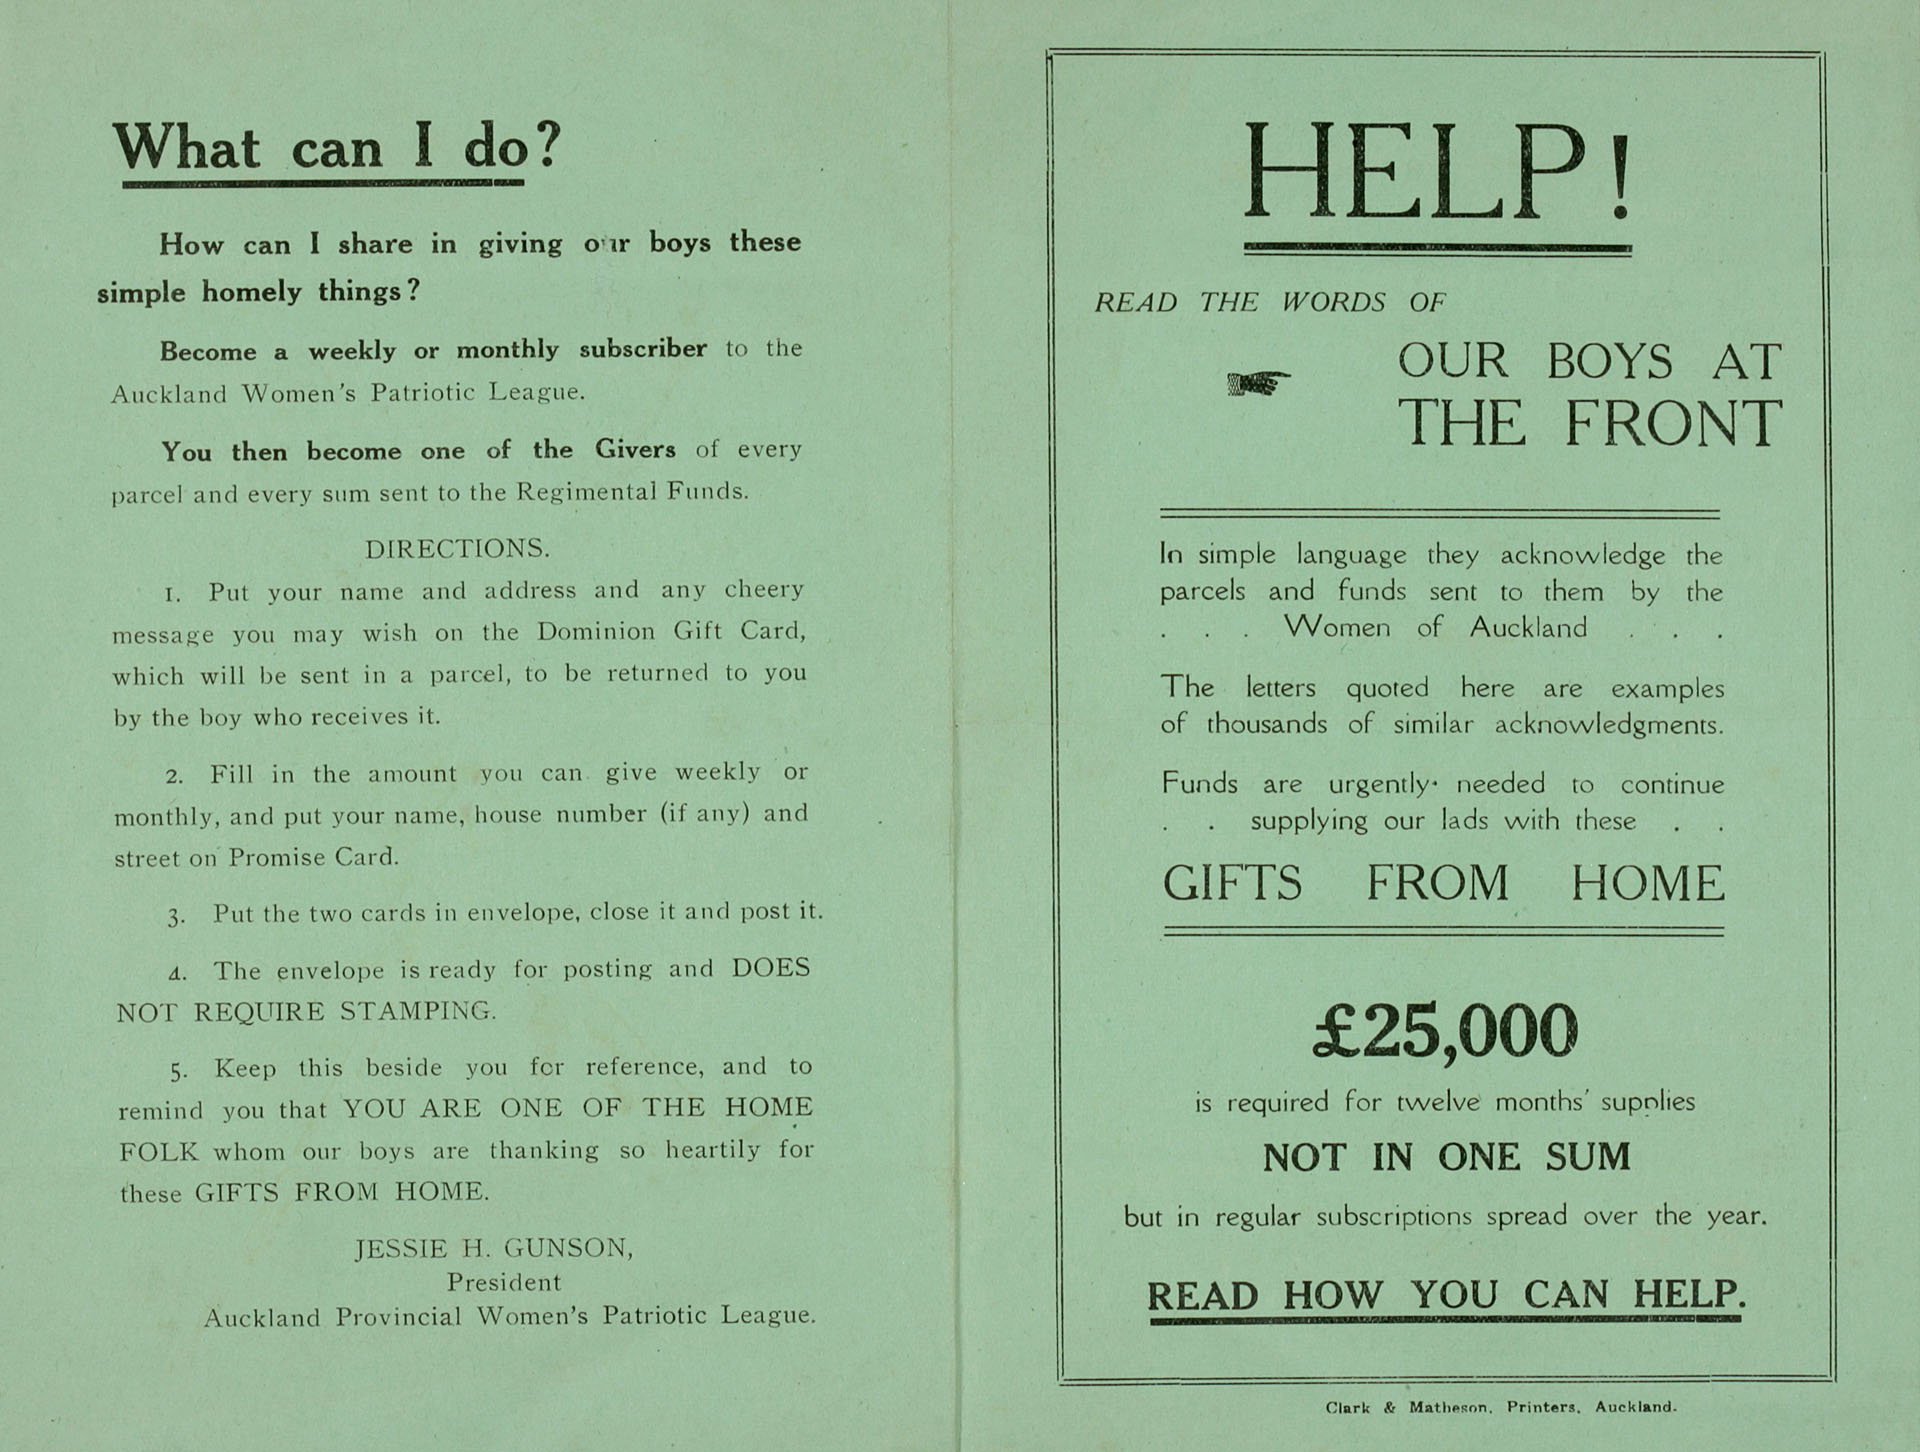 What can I do?
How can I share in giving our boys these
simple homely things?
Become a weekly or monthly subscriber to the
Auckland Women's Patriotic League.
You then become one of the Givers of every
parcel and every sum sent to the Regimental Funds.
DIRECTIONS.
1. Put your name and address and any cheery
message you may wish on the Dominion Gift Card,
which will be sent in a parcel, to be returned to you
by the boy who receives it.
2. Fill in the amount you can give weekly or
monthly, and put your name, house number (if any) and
street on Promise Card.
3. Put the two cards in envelope, close it and post it.
4. The envelope is ready for posting and DOES
NOT REQUIRE STAMPING.
5. Keep this beside you for reference, and to
remind you that YOU ARE ONE OF THE HOME
FOLK whom our boys are thanking so heartily for
these GIFTS FROM HOME.
JESSIE H. GUNSON,
President
Auckland Provincial Women's Patriotic League.
HELP!
READ THE WORDS OF
OUR BOYS AT
THE FRONT
In simple language they acknowledge the
parcels and funds sent to them by the
. . . Women of Auckland . . .
The letters quoted here are examples
of thousands of similar acknowledgments.
Funds are urgently needed to continue
. . supplying our lads with these . .
GIFTS FROM HOME
£25,000
is required for twelve months' supplies
NOT IN ONE SUM
but in regular subscriptions spread over the year.
READ HOW YOU CAN HELP.
Clark & Matheson, Printers, Auckland.